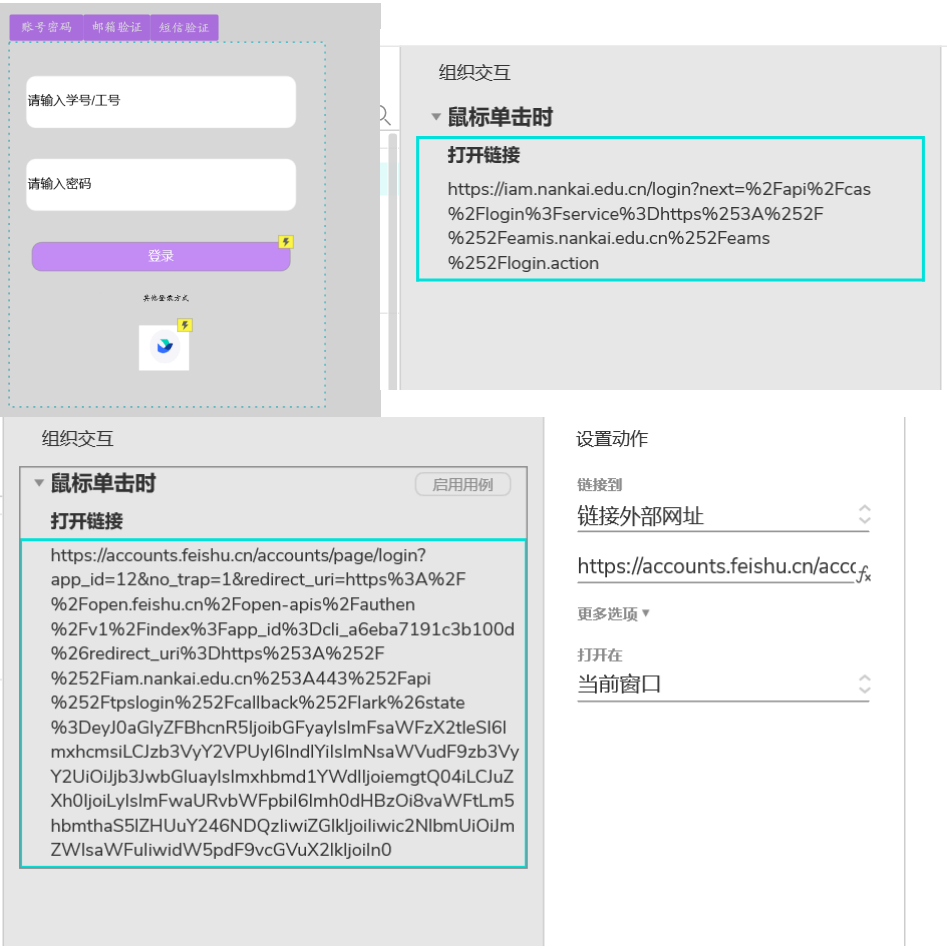 账号密码 邮箱验证 短信验证
请输入学号/工号
请输入密码
登录
其他登录方式
组织交互
鼠标单击时
打开链接
https://iam.nankai.edu.cn/login?next=%2Fapi%2Fcas
%2Flogin%3Fservice%3Dhttps%253A%252F
%252Feamis.nankai.edu.cn%252Feams
%252Flogin.action
组织交互
鼠标单击时
启用用例
打开链接
https://accounts.feishu.cn/accounts/page/login?
app_id=12&no_trap=1&redirect_uri=https%3A%2F
%2Fopen.feishu.cn%2Fopen-apis%2Fauthen
%2Fv1%2Findex%3Fapp_id%3Dcli_a6eba7191c3b100d
%26redirect_uri%3Dhttps%253A%252F
%252Fiam.nankai.edu.cn%253A443%252Fapi
%252Ftpslogin%252Fcallback%252Flark%26state
%3DeyJ0aGlyZFBhcnR5IjoibGFyayIsImFsaWFzX2tleSI6I
mxhcmsiLCJzb3VyY2VPUyI6IndlYiIsImNsaWVudF9zb3Vy
Y2UiOiJjb3JwbGluayIsImxhbmd1YWdlIjoiemgtQ04iLCJuZ
Xh0IjoiLyIsImFwaURvbWFpbiI6Imh0dHBzOi8vaWFtLm5
hbmthaS5lZHUuY246NDQzIiwiZGlkIjoiIiwic2NlbmUiOiJm
ZWlsaWFuIiwidW5pdF9vcGVuX2lkIjoiIn0
设置动作
链接到
链接外部网址
https://accounts.feishu.cn/acco
fx
更多选项
打开在
当前窗口